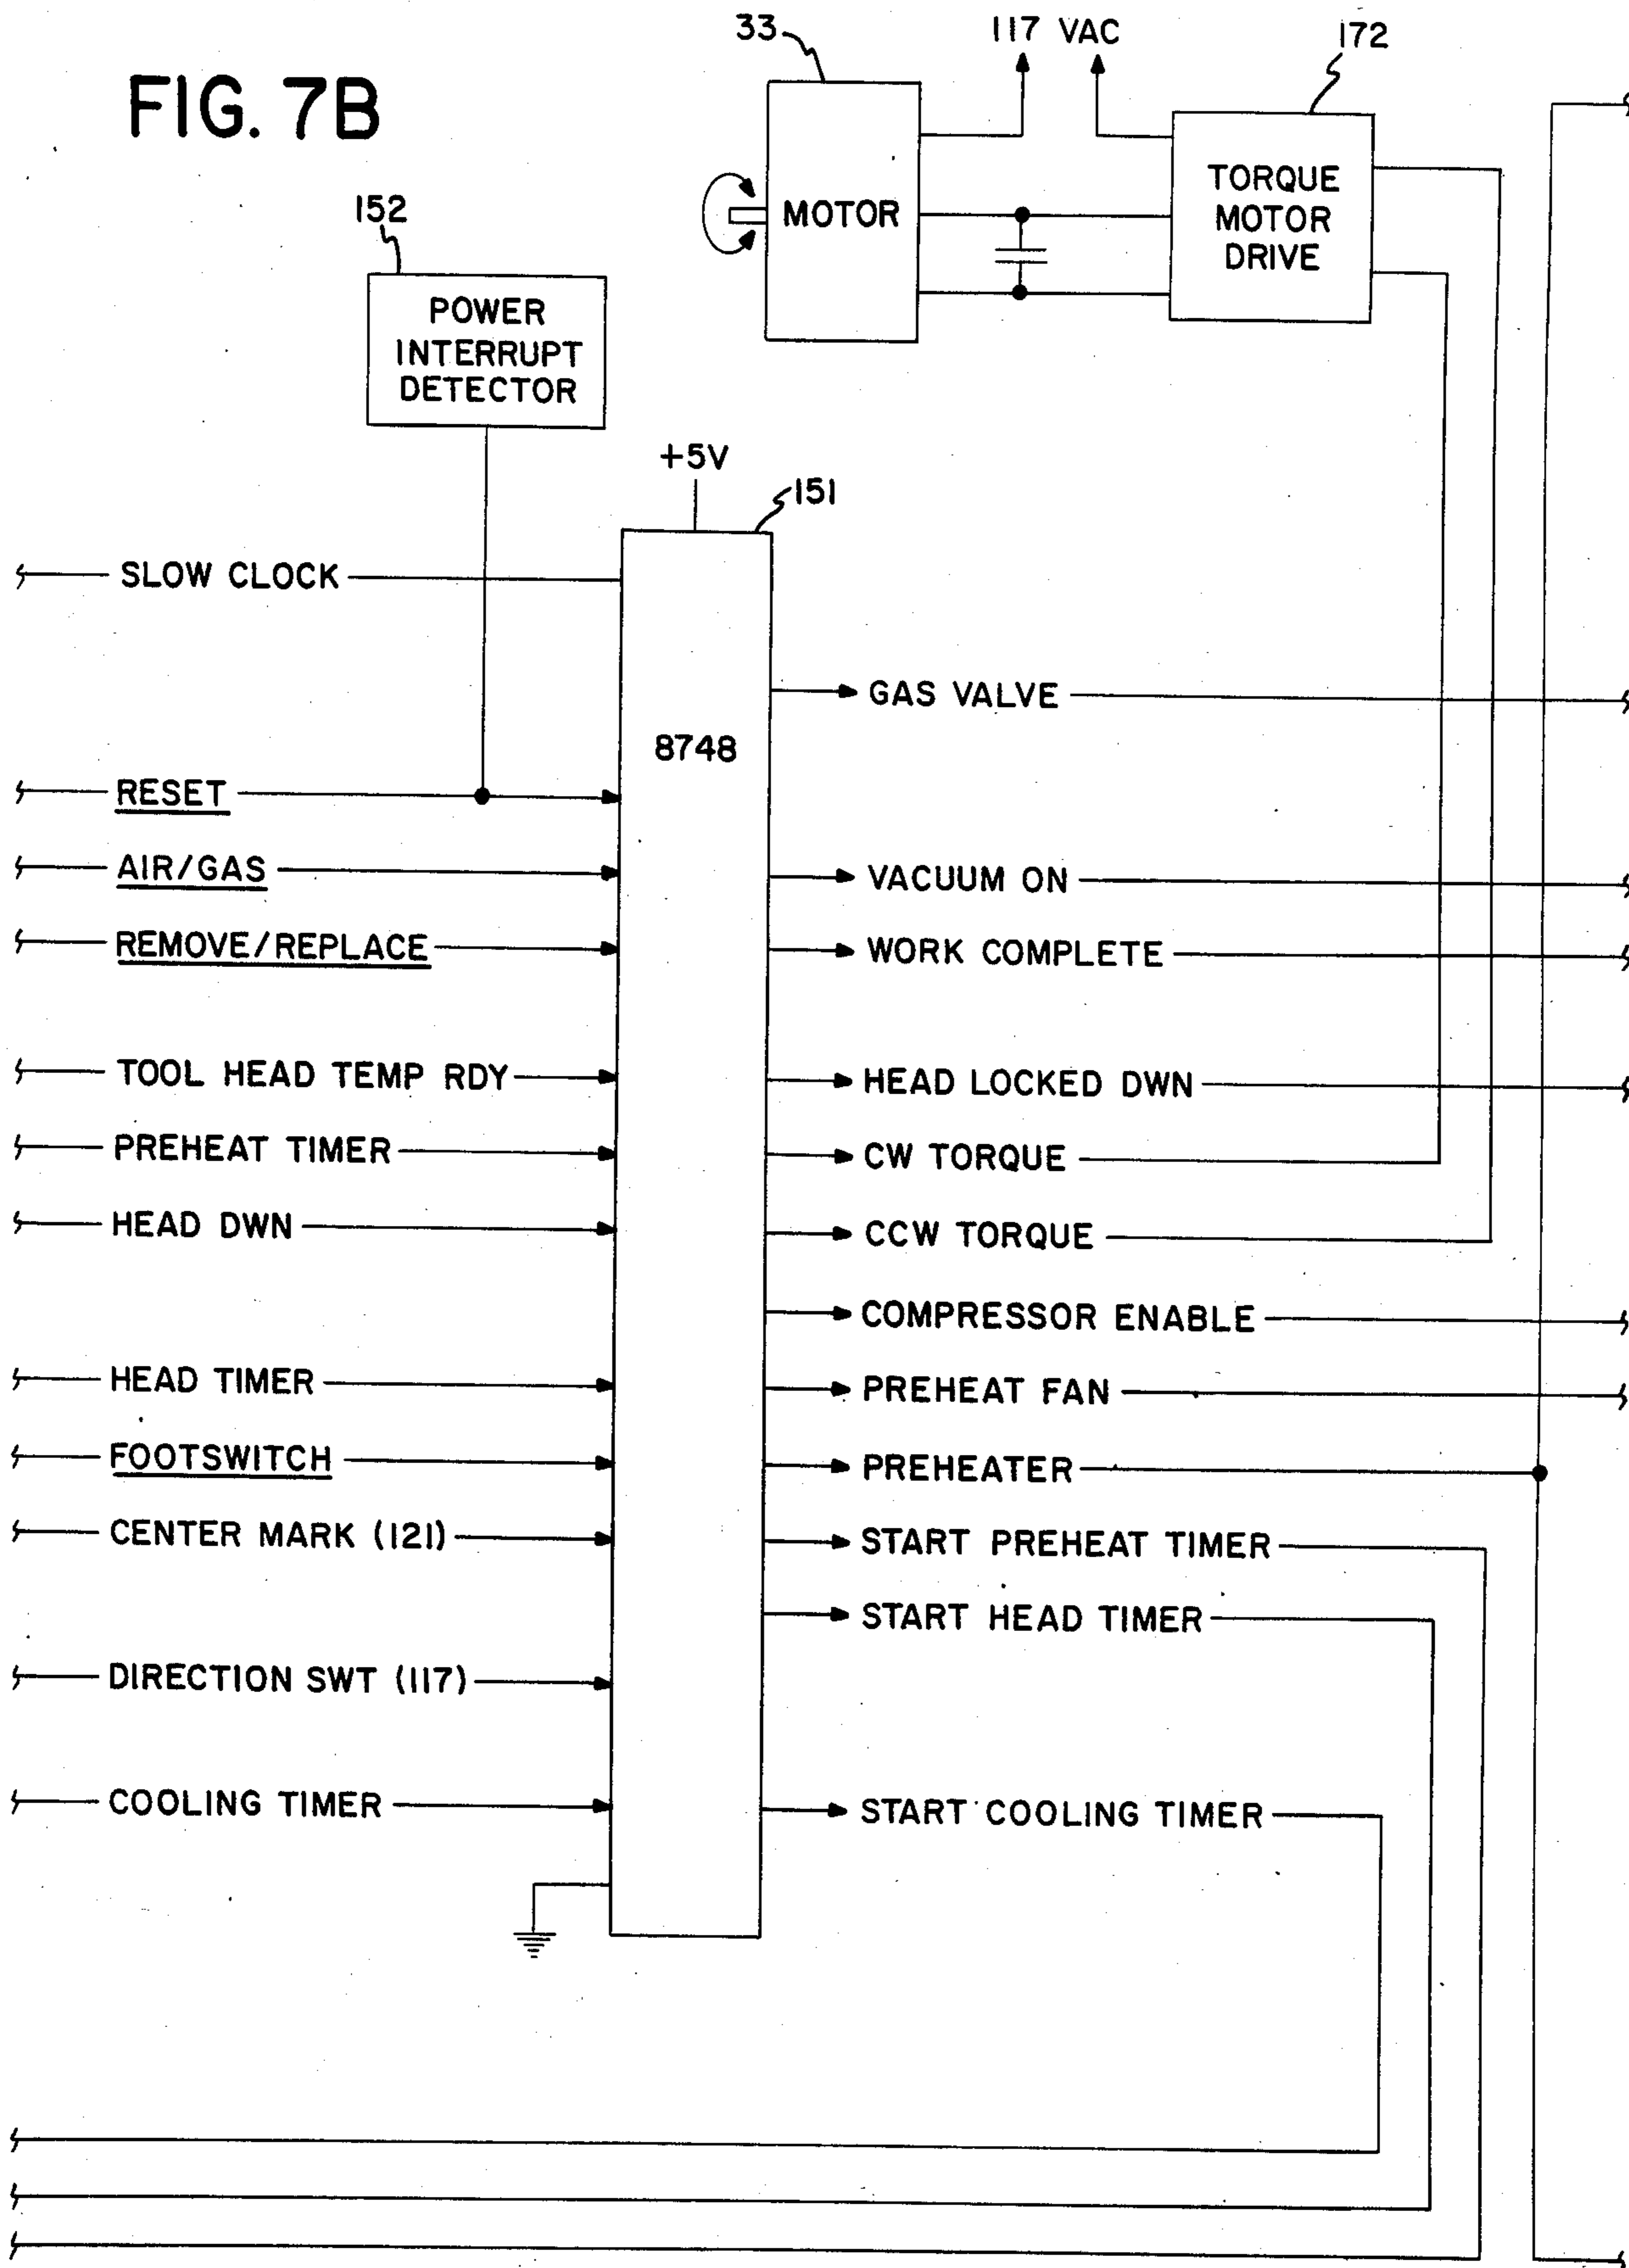 FIG. 7B
33
117 VAC
172
MOTOR
TORQUE
MOTOR
DRIVE
152
POWER
INTERRUPT
DETECTOR
+5V
151
8748
SLOW CLOCK
RESET
AIR/GAS
REMOVE/REPLACE
TOOL HEAD TEMP RDY
PREHEAT TIMER
HEAD DWN
HEAD TIMER
FOOTSWITCH
CENTER MARK (121)
DIRECTION SWT (117)
COOLING TIMER
GAS VALVE
VACUUM ON
WORK COMPLETE
HEAD LOCKED DWN
CW TORQUE
CCW TORQUE
COMPRESSOR ENABLE
PREHEAT FAN
PREHEATER
START PREHEAT TIMER
START HEAD TIMER
START COOLING TIMER